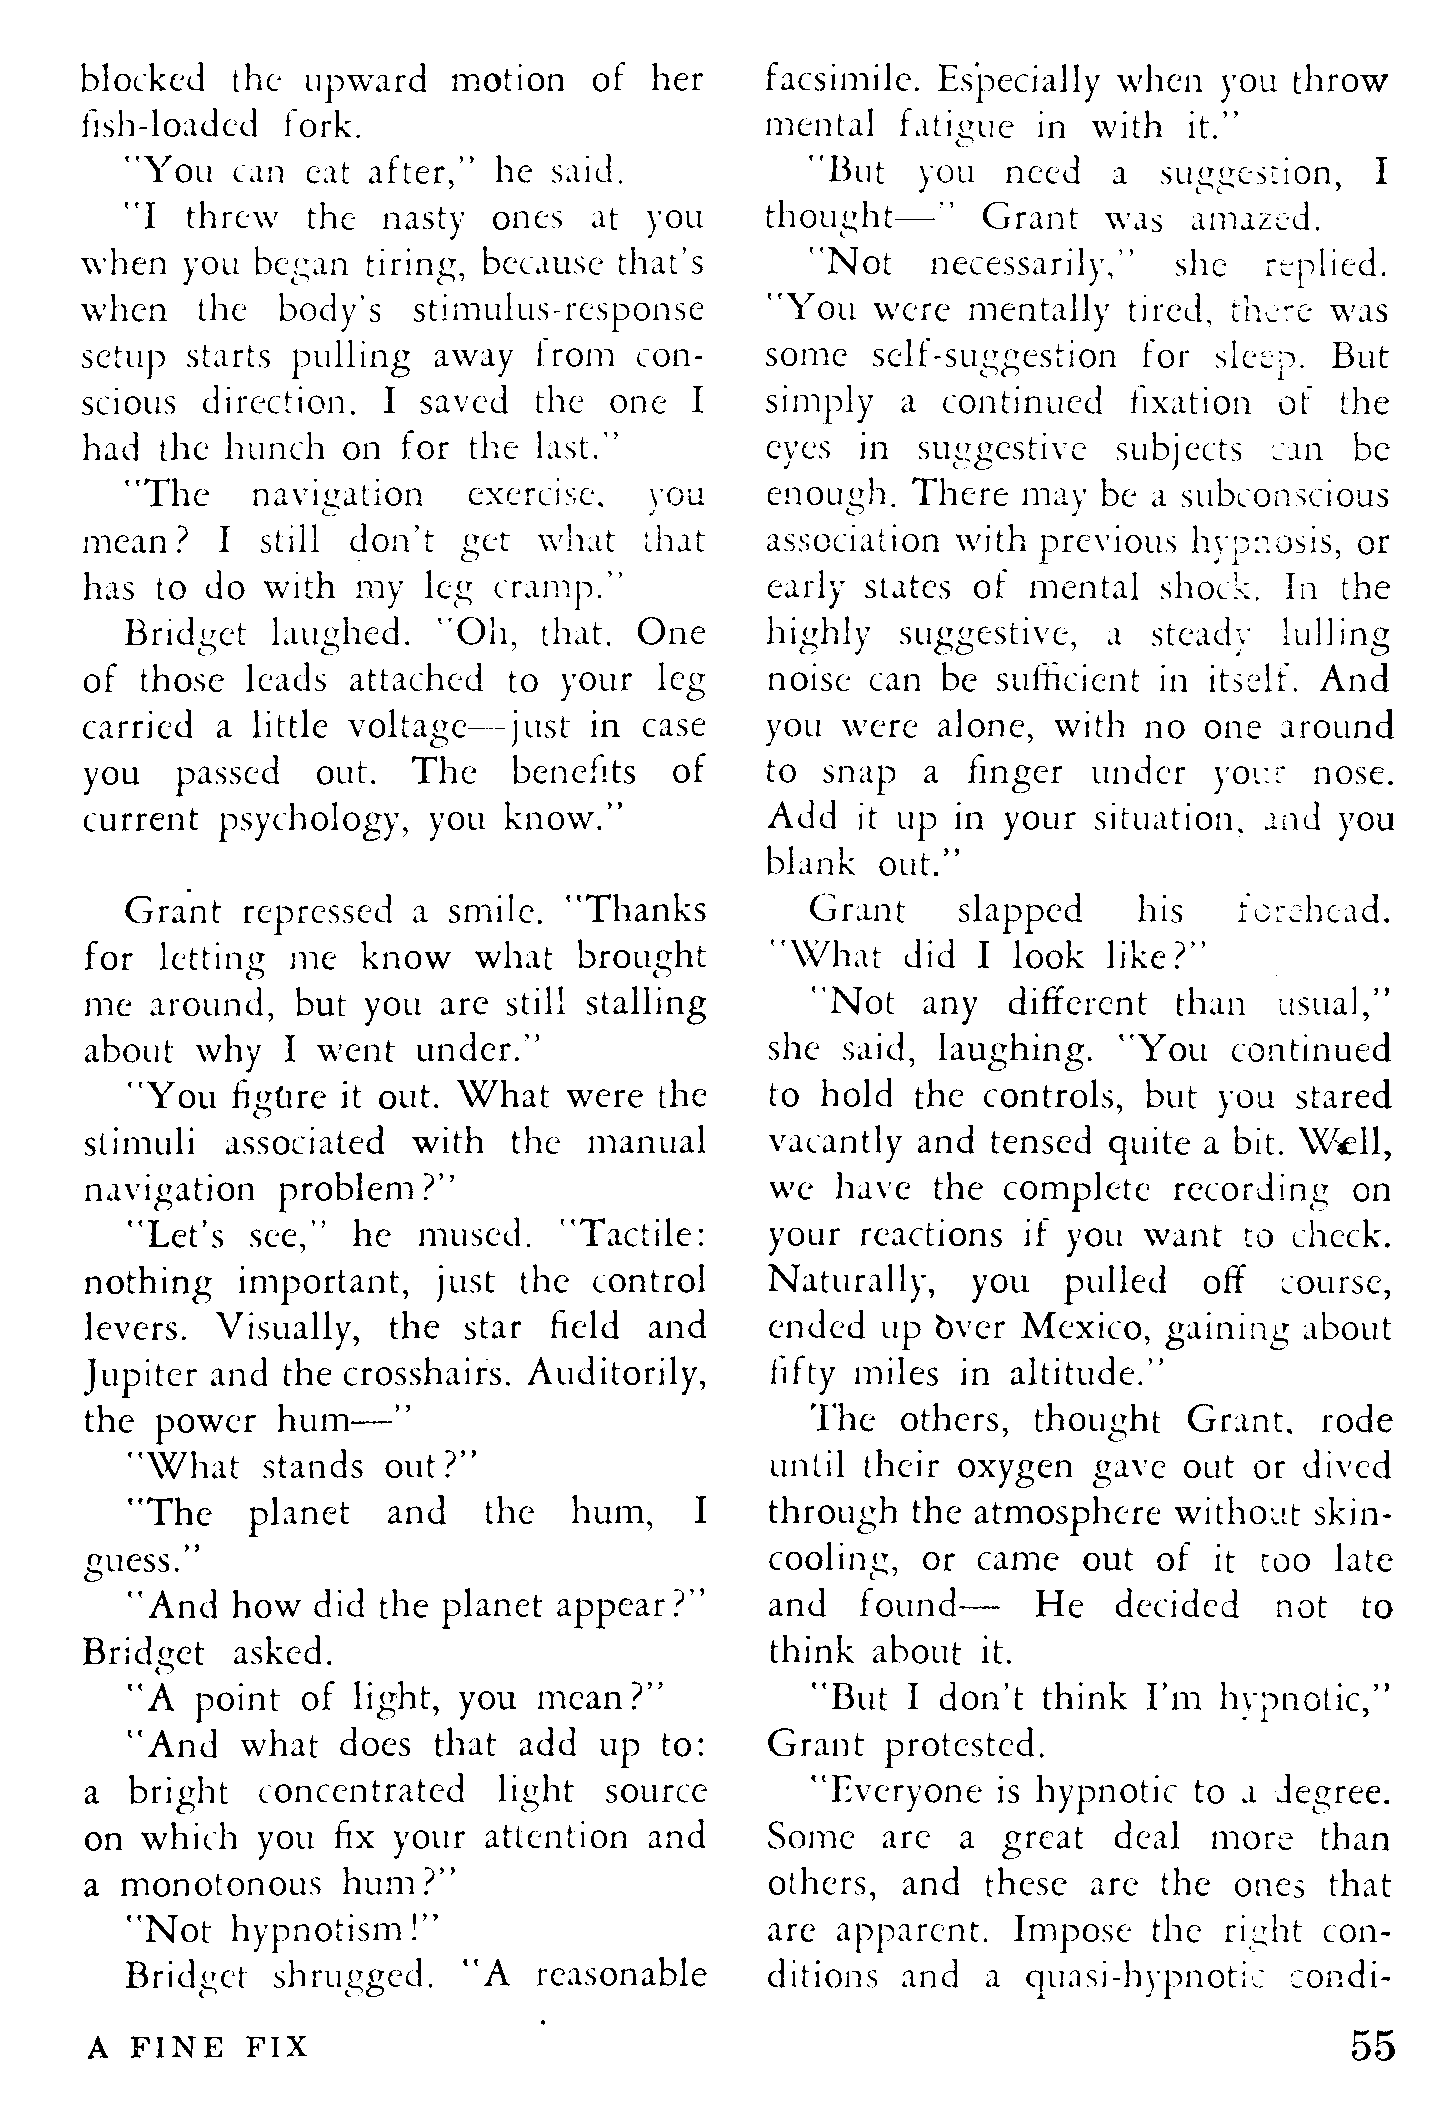 blocked the upward motion of her
fish-loaded fork.
"You can eat after," he said.
"I threw the nasty ones at you
when you began tiring, because that's
when the body's stimulus-response
setup starts pulling away from con-
scious direction. I saved the one I
had the hunch on for the last."
"The navigation exercise, you
mean? I still don't get what that
has to do with my leg cramp."
Bridget laughed. "Oh, that. One
of those leads attached to your leg
carried a little voltage—just in case
you passed out. The benefits of
current psychology, you know."
Grant repressed a smile. "Thanks
for letting me know what brought
me around, but you are still stalling
about why I went under."
"You figure it out. What were the
stimuli associated with the manual
navigation problem?"
"Let's see," he mused. "Tactile:
nothing important, just the control
levers. Visually, the star field and
Jupiter and the crosshairs. Auditorily,
the power hum—"
"What stands out?"
"The planet and the hum, I
guess."
"And how did the planet appear?"
Bridget asked.
"A point of light, you mean?"
"And what does that add up to:
a bright concentrated light source
on which you fix your attention and
a monotonous hum?"
"Not hypnotism!"
Bridget shrugged. "A reasonable
facsimile. Especially when you throw
mental fatigue in with it."
"But you need a suggestion, I
thought—" Grant was amazed.
"Not necessarily," she replied.
"You were mentally tired, there was
some self-suggestion for sleep. But
simply a continued fixation of the
eyes in suggestive subjects can be
enough. There may be a subconscious
association with previous hypnosis, or
early states of mental shock. In the
highly suggestive, a steady lulling
noise can be sufficient in itself. And
you were alone, with no one around
to snap a finger under your nose.
Add it up in your situation, and you
blank out."
Grant slapped his forehead.
"What did I look like?"
"Not any different than usual,"
she said, laughing. "You continued
to hold the controls, but you stared
vacantly and tensed quite a bit. Well,
we have the complete recording on
your reactions if you want to check.
Naturally, you pulled off course,
ended up over Mexico, gaining about
fifty miles in altitude."
The others, thought Grant, rode
until their oxygen gave out or dived
through the atmosphere without skin-
cooling, or came out of it too late
and found— He decided not to
think about it.
"But I don't think I'm hypnotic,"
Grant protested.
"Everyone is hypnotic to a degree.
Some are a great deal more than
others, and these are the ones that
are apparent. Impose the right con-
ditions and a quasi-hypnotic condi-
A FINE FIX
55